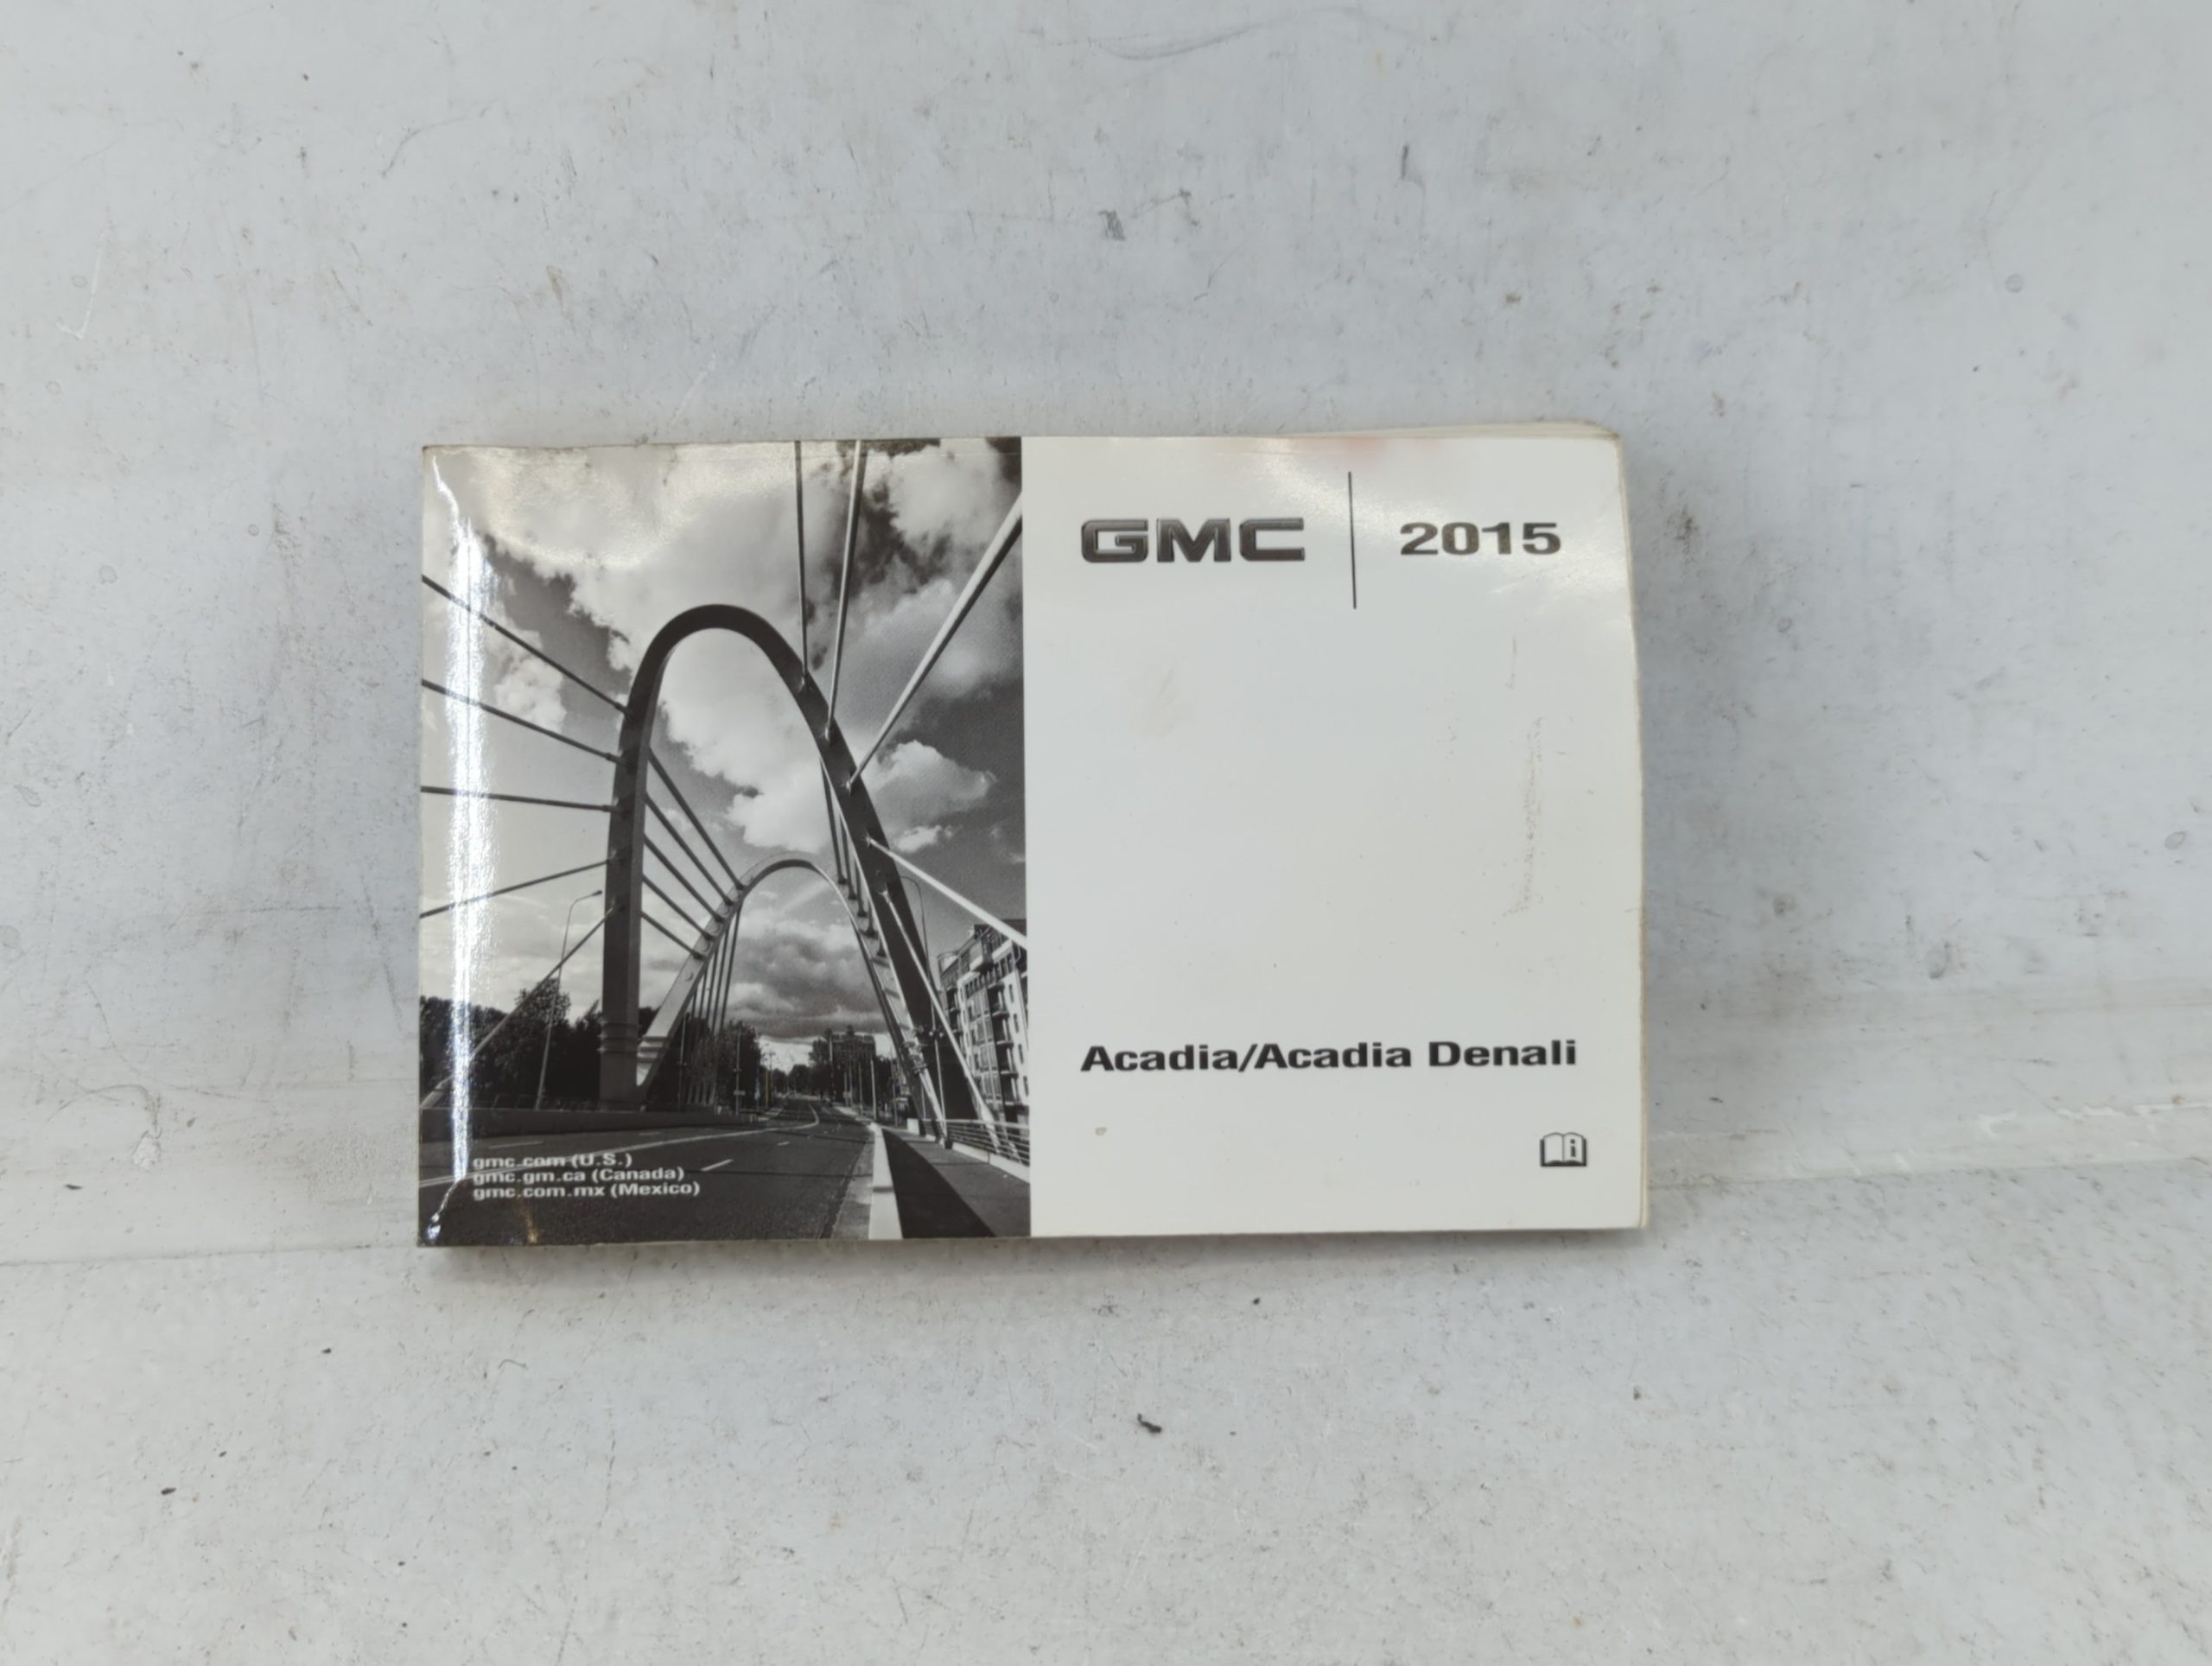 GMC | 2015
Acadia/Acadia Denali
gmc.com (U.S.)
gmc.gm.ca (Canada)
gmc.com.mx (Mexico)